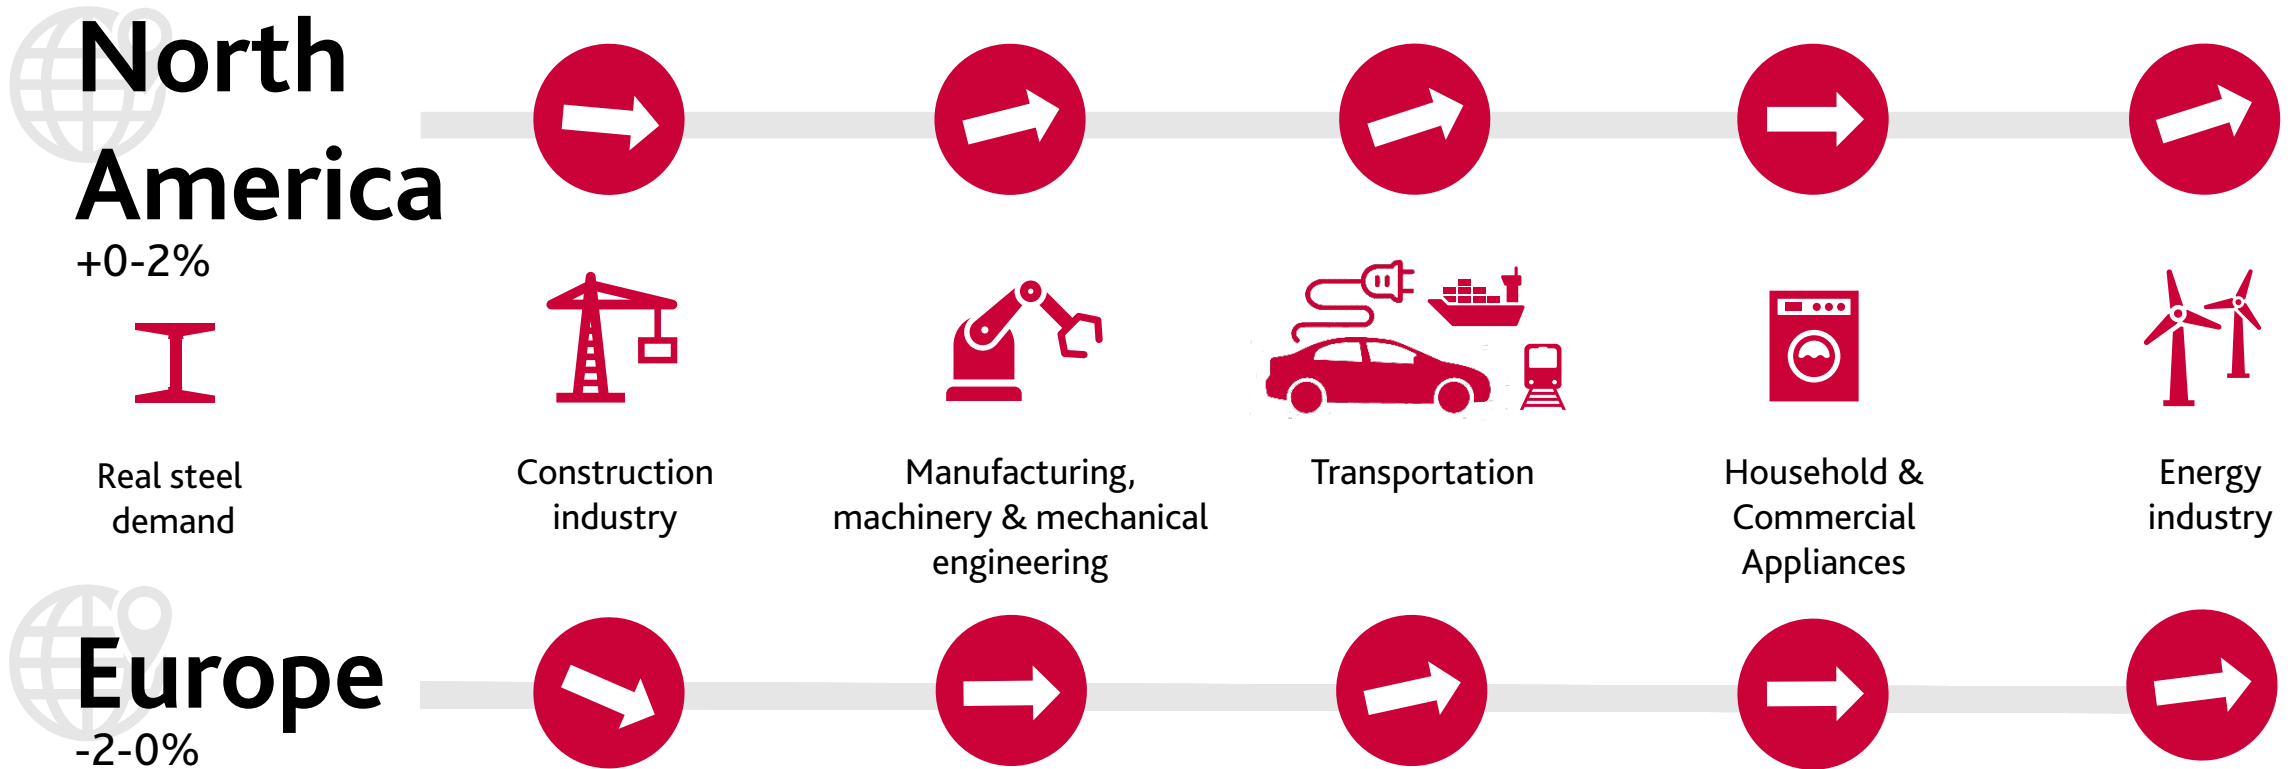 North
America
+0-2%
Real steel
demand
Construction
industry
Manufacturing,
machinery & mechanical
engineering
Transportation
Household &
Commercial
Appliances
Energy
industry
Europe
-2-0%